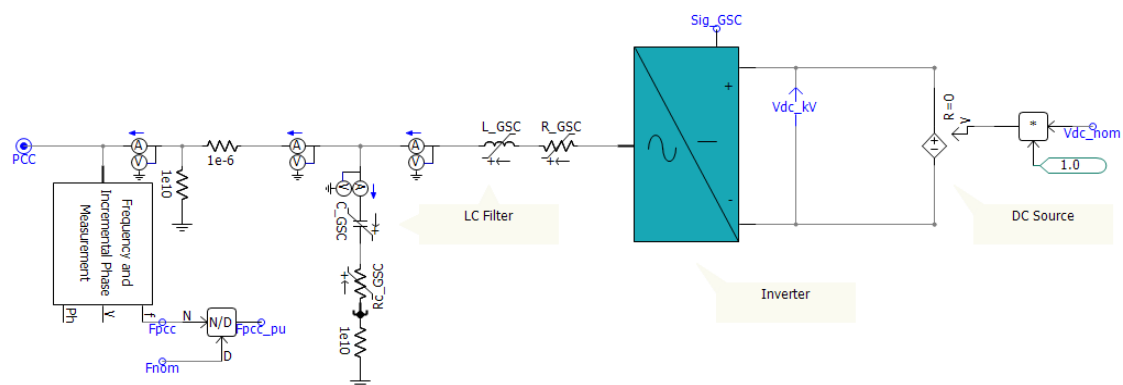 Sig_GSC
L_GSC
R_GSC
+
Vdc_kV
R=0
V
*
Vdc_nom
1.0
PCC
A
V
1e-6
A
V
A
V
1e10
V
A
+
-
Frequency and
Incremental Phase
Measurement
C_GSC
LC Filter
DC Source
Rc_GSC
Inverter
Ph
V
f
Fpcc
N
N/D
Fpcc_pu
1e10
Fnom
D